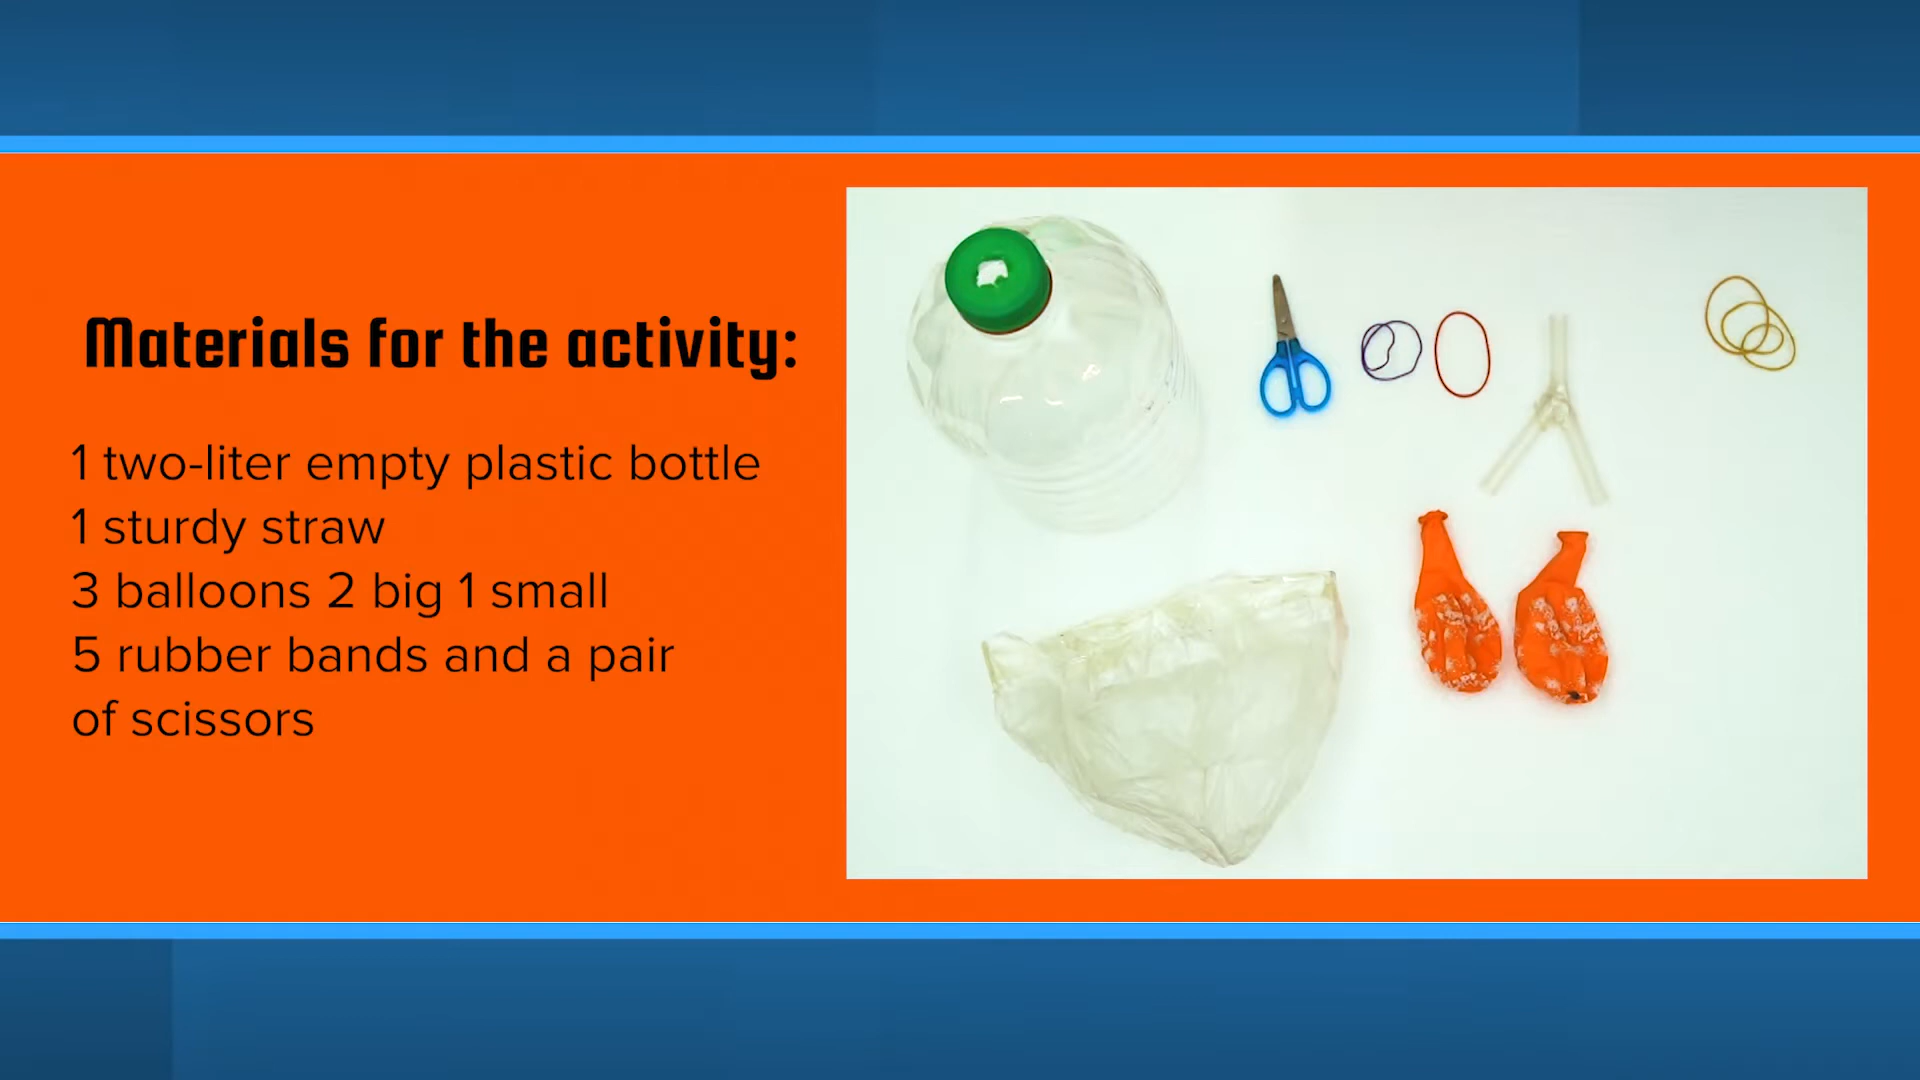 Materials for the activity:
1 two-liter empty plastic bottle
1 sturdy straw
3 balloons 2 big 1 small
5 rubber bands and a pair
of scissors